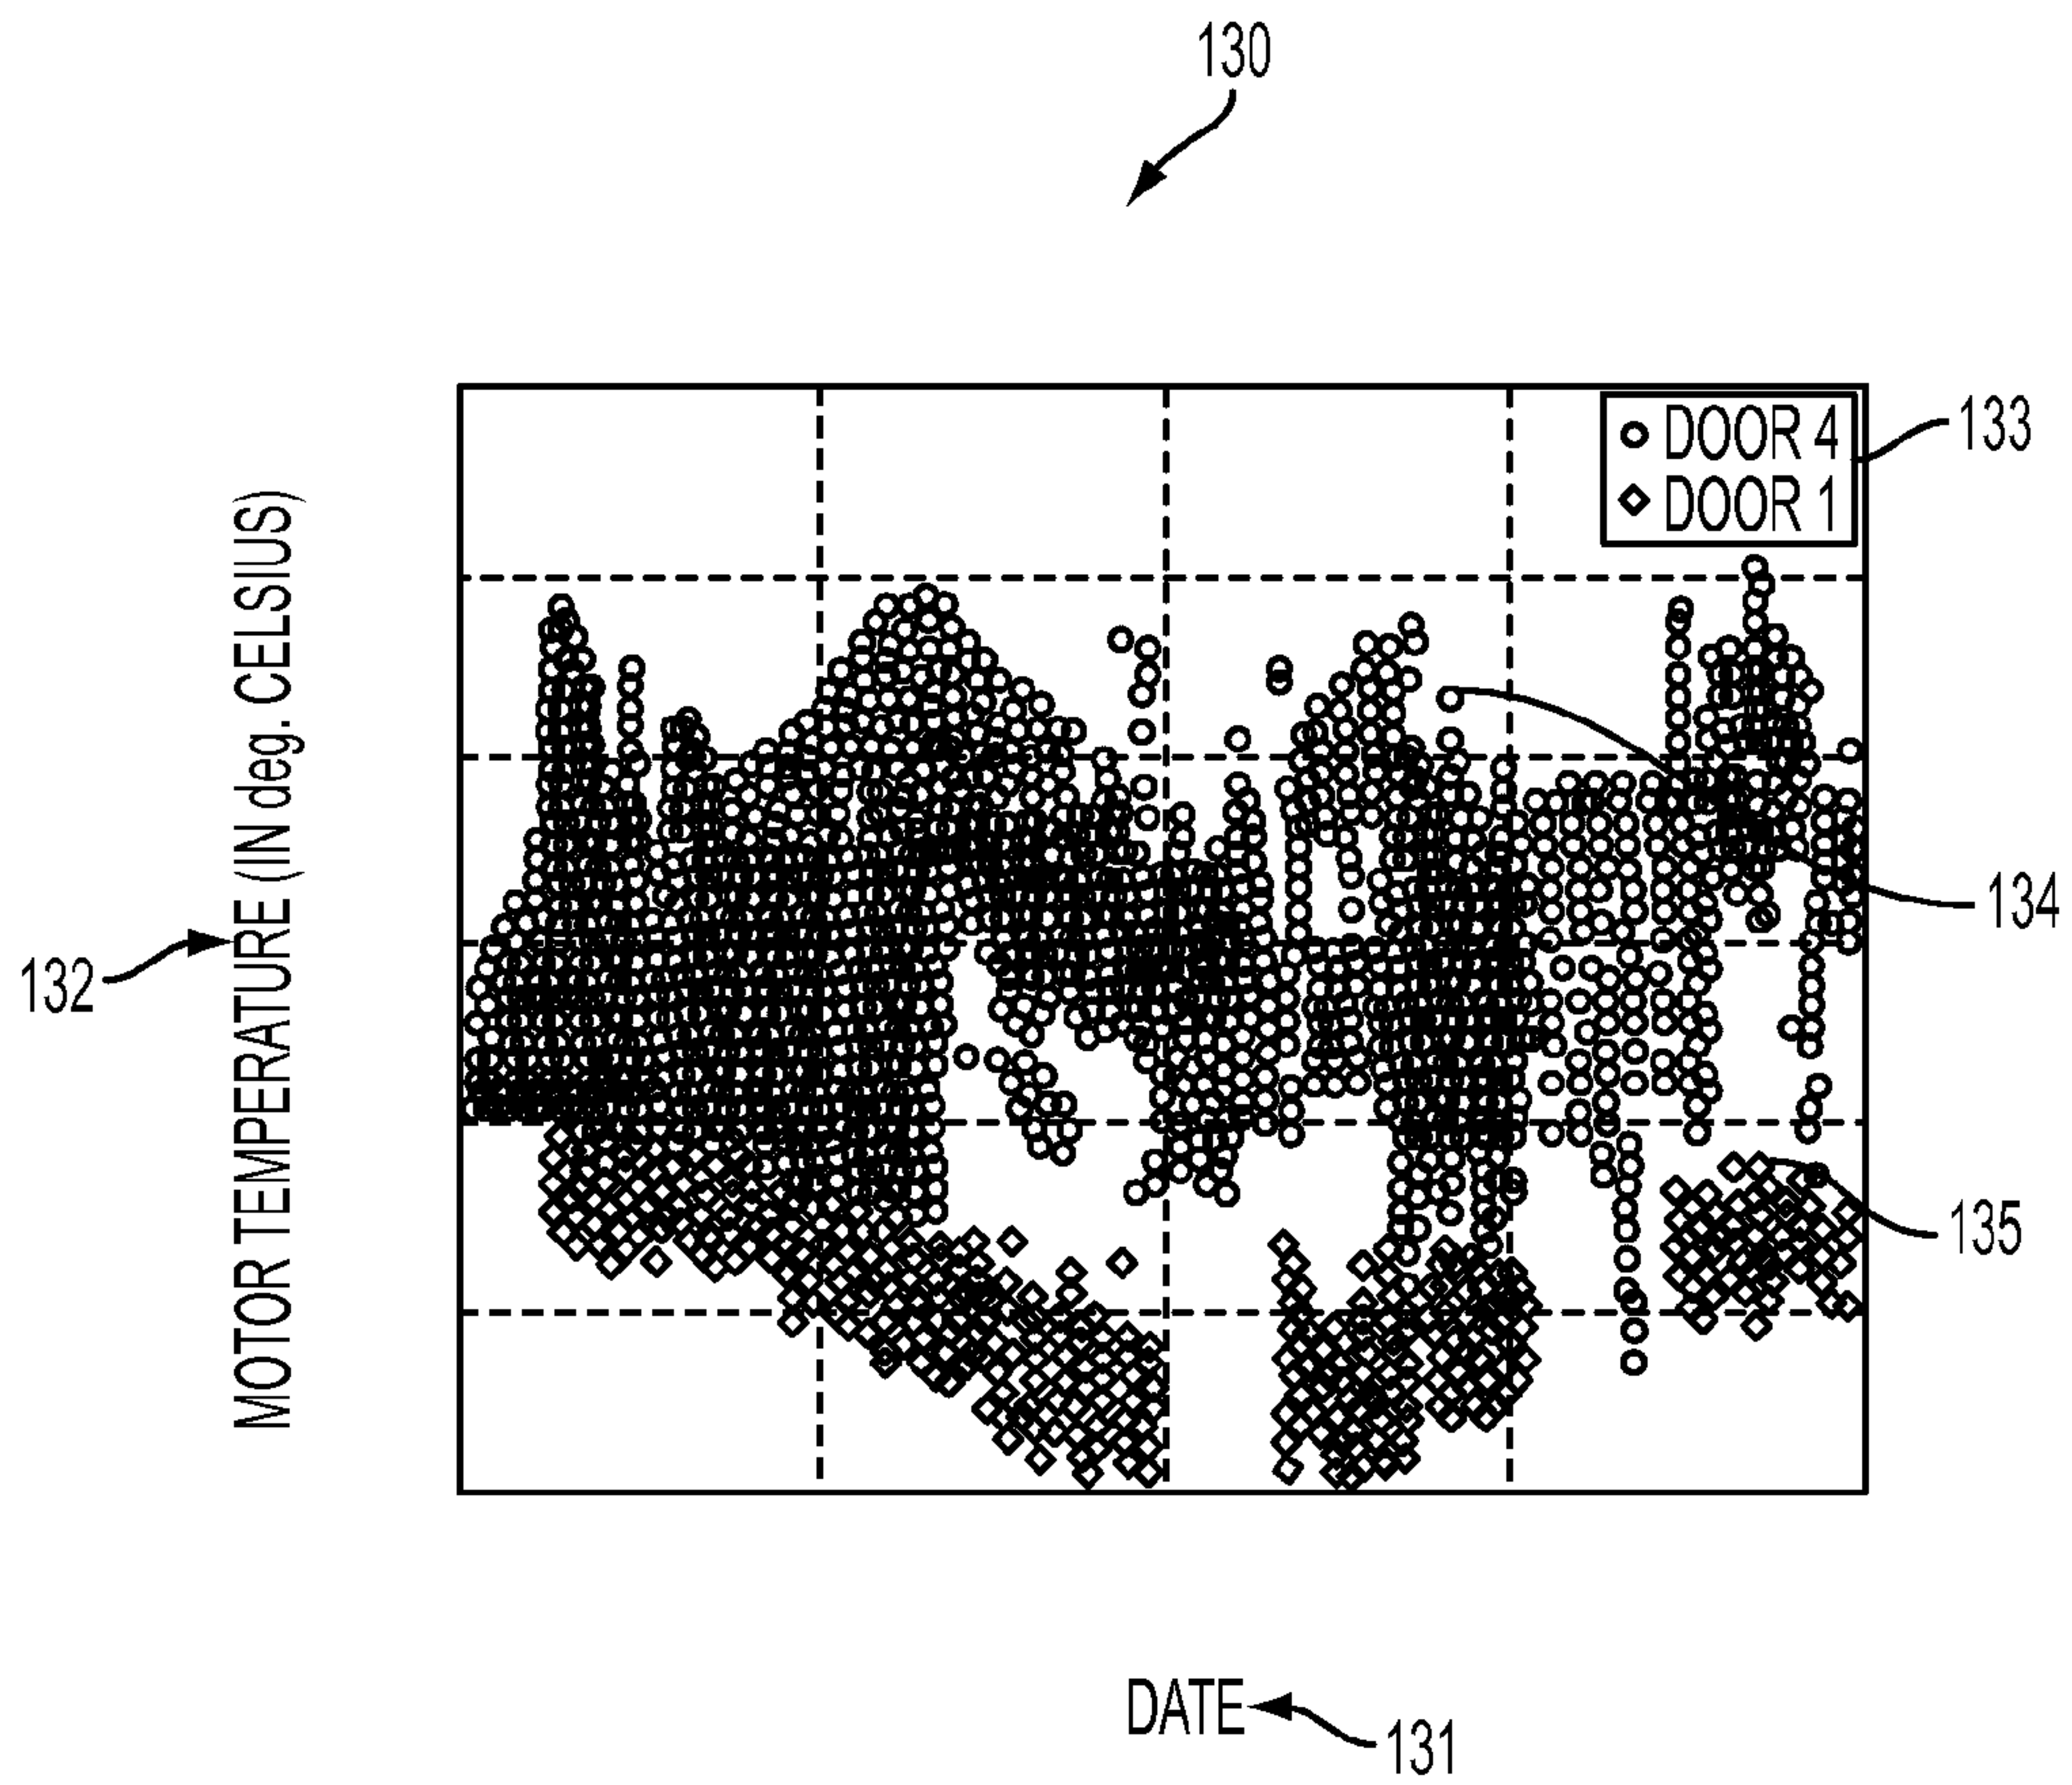 130
DOOR 4
DOOR 1
133
MOTOR TEMPERATURE (IN deg. CELSIUS)
132
134
135
DATE
131